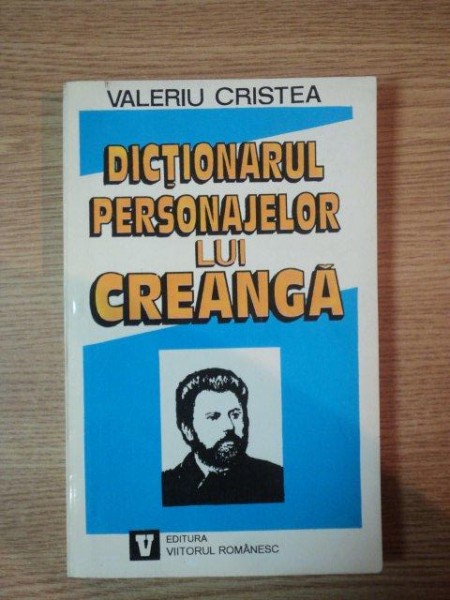 VALERIU CRISTEA
DICȚIONARUL
PERSONAJELOR
LUI
CREANGĂ
V
EDITURA
VIITORUL ROMÂNESC